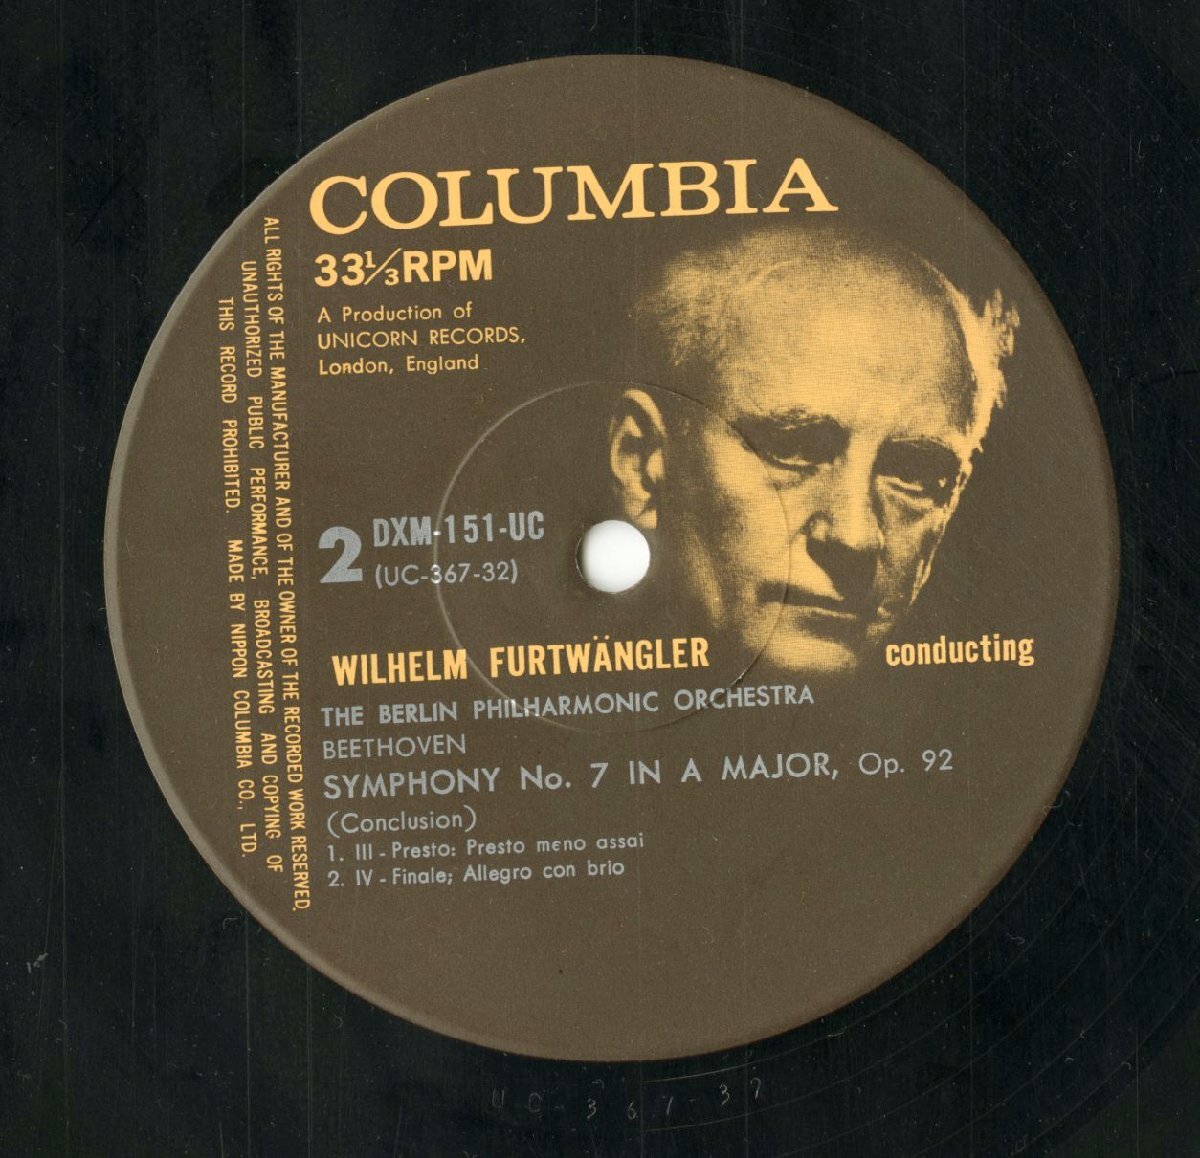 COLUMBIA
33⅓RPM
A Production of
UNICORN RECORDS,
London, England
2 DXM-151-UC
(UC-367-32)
WILHELM FURTWÄNGLER conducting
THE BERLIN PHILHARMONIC ORCHESTRA
BEETHOVEN
SYMPHONY No. 7 IN A MAJOR, Op. 92
(Conclusion)
1. III - Presto: Presto meno assai
2. IV - Finale; Allegro con brio
ALL RIGHTS OF THE MANUFACTURER AND OF THE OWNER OF THE RECORDED WORK RESERVED.
UNAUTHORIZED PUBLIC PERFORMANCE, BROADCASTING AND COPYING OF
THIS RECORD PROHIBITED. MADE BY NIPPON COLUMBIA CO., LTD.